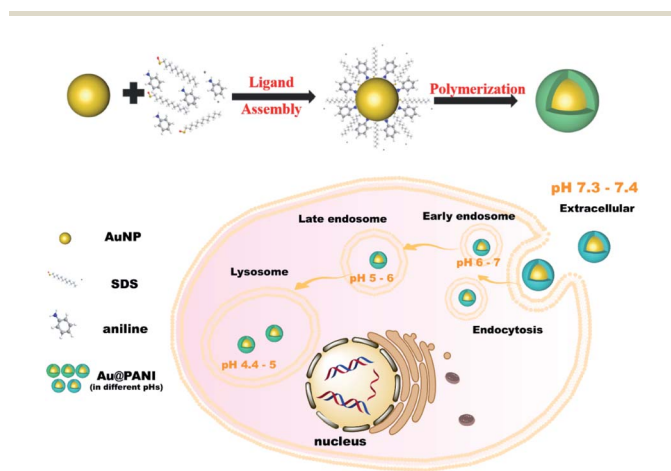 Ligand
Assembly
Polymerization
pH 7.3 - 7.4
Extracellular
Late endosome
Early endosome
AuNP
Lysosome
pH 5 - 6
pH 6 - 7
SDS
Endocytosis
aniline
pH 4.4 - 5
Au@PANI
(in different pHs)
nucleus